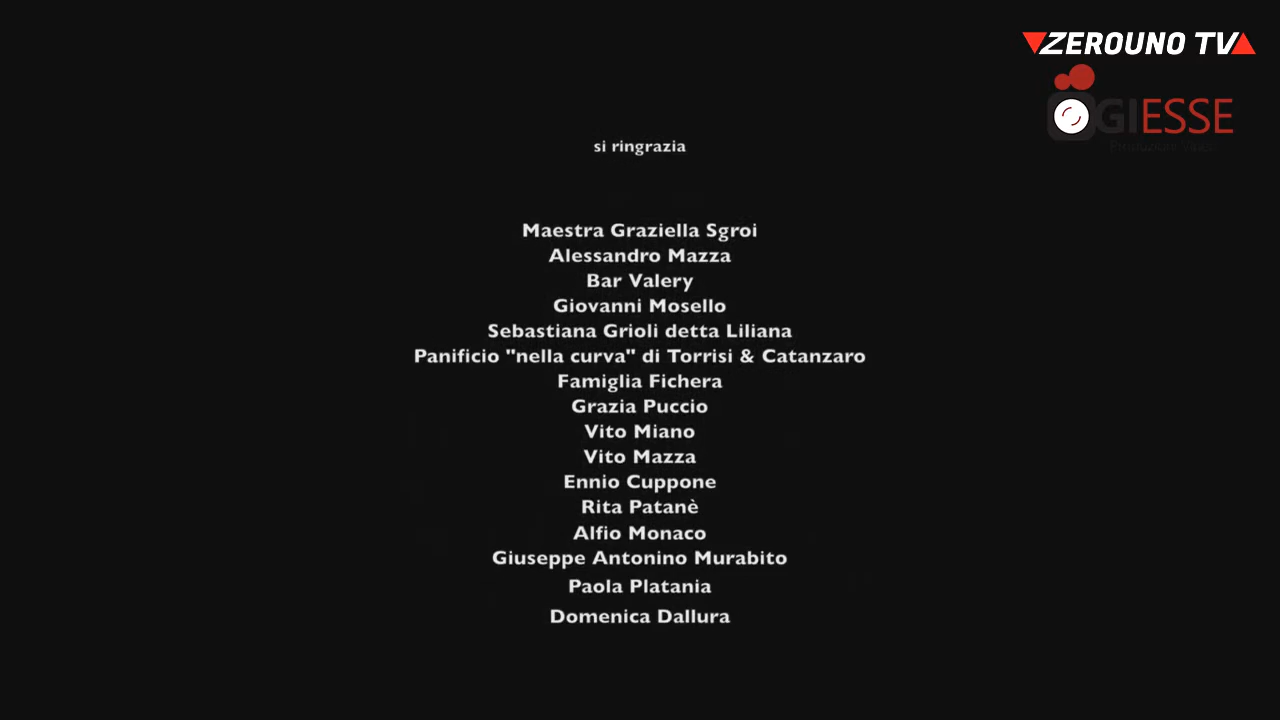 ZEROUNO TV
GIESSE
si ringrazia
Maestra Graziella Sgroi
Alessandro Mazza
Bar Valery
Giovanni Mosello
Sebastiana Grioli detta Liliana
Panificio "nella curva" di Torrisi & Catanzaro
Famiglia Fichera
Grazia Puccio
Vito Miano
Vito Mazza
Ennio Cuppone
Rita Patanè
Alfio Monaco
Giuseppe Antonino Murabito
Paola Platania
Domenica Dallura